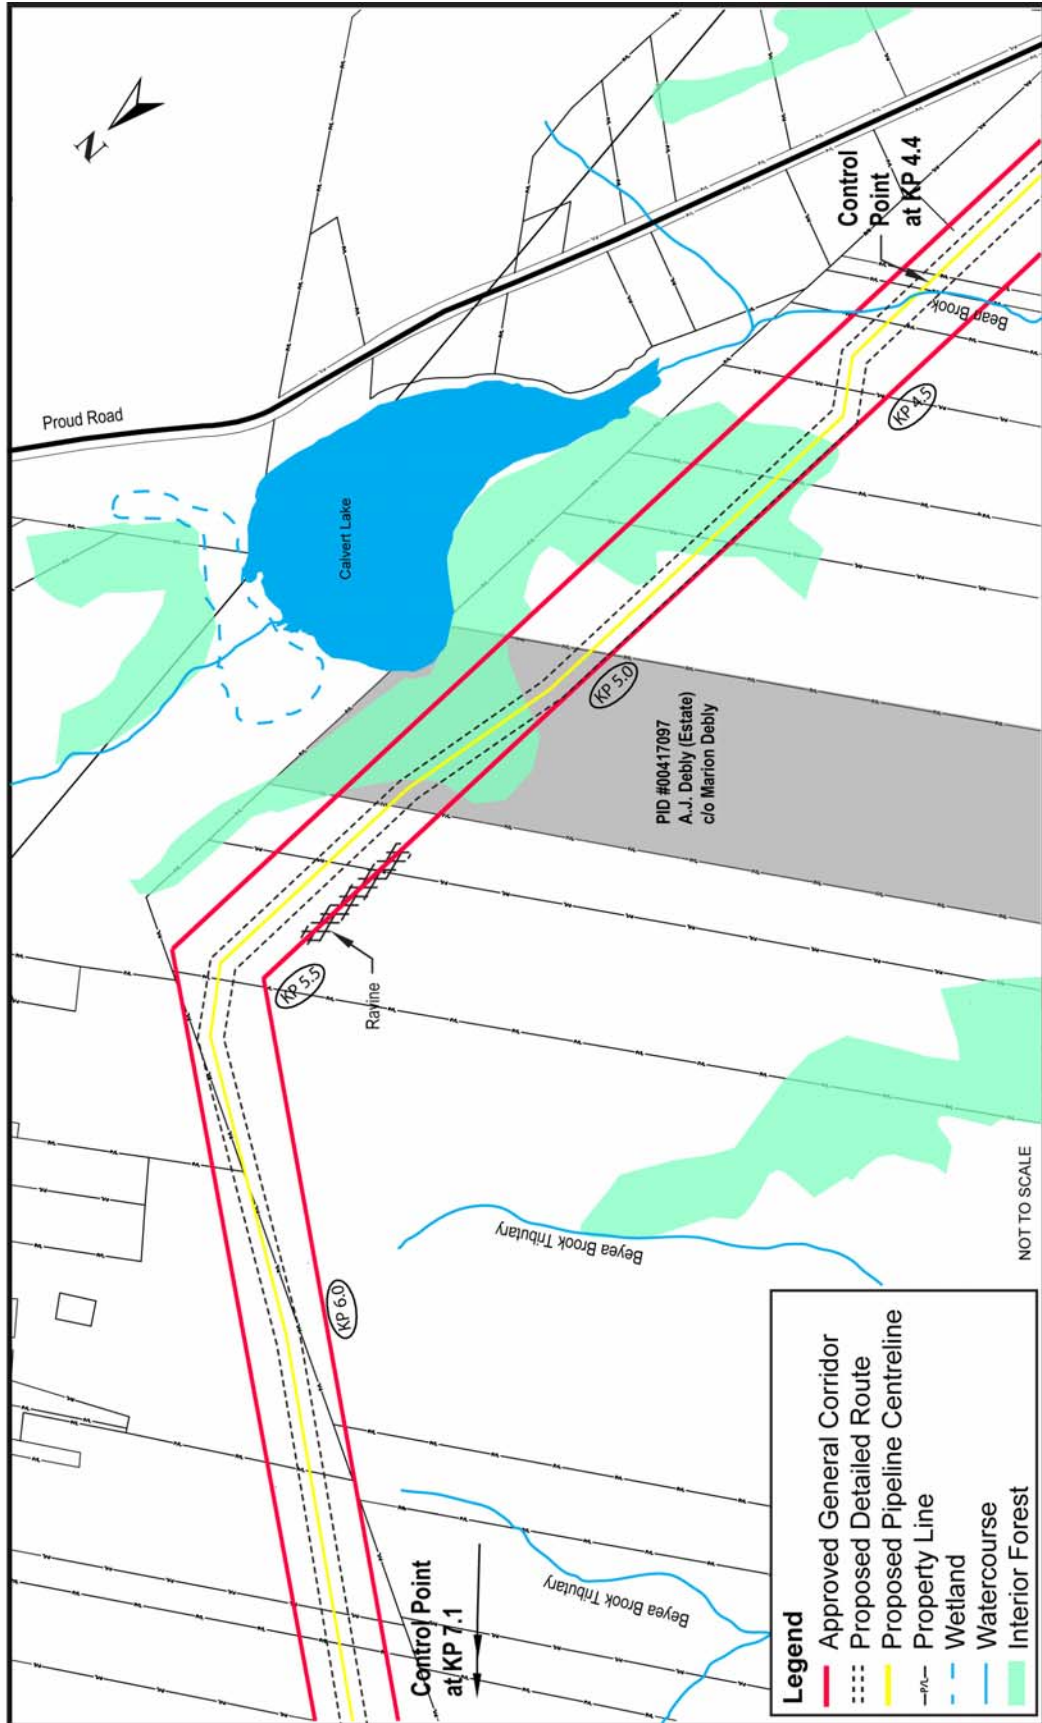 N
Proud Road
Calvert Lake
Control
Point
at KP 4.4
Bean Brook
KP 4.5
KP 5.0
PID #00417097
A.J. Debly (Estate)
c/o Marion Debly
Ravine
KP 5.5
KP 6.0
Beyea Brook Tributary
Beyea Brook Tributary
Control Point
at KP 7.1
NOT TO SCALE
Legend
Approved General Corridor
Proposed Detailed Route
Proposed Pipeline Centreline
P/L
Property Line
Wetland
Watercourse
Interior Forest